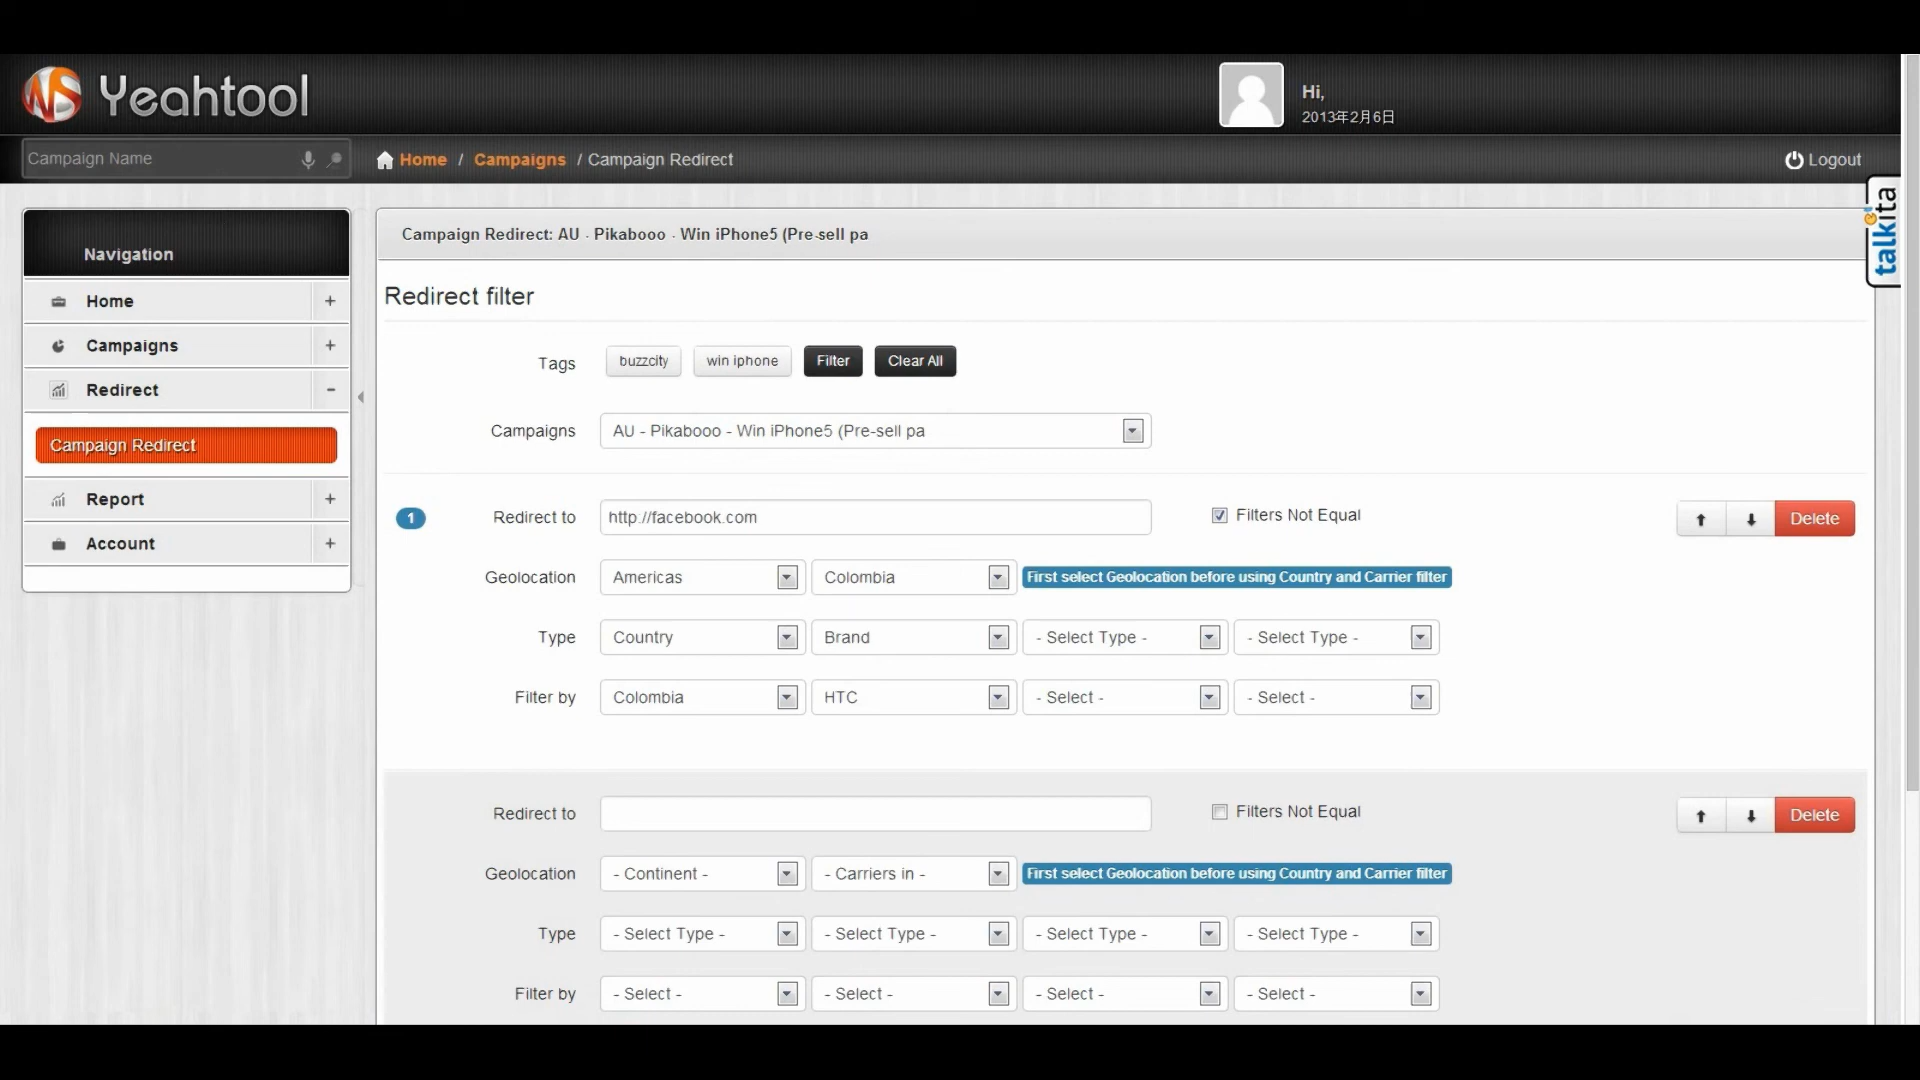 Yeahtool
Hi,
2013年2月6日
Campaign Name
Home / Campaigns / Campaign Redirect
Logout
talkita
Navigation
Home +
Campaigns +
Redirect -
Campaign Redirect
Report +
Account +
Campaign Redirect: AU - Pikabooo - Win iPhone5 (Pre-sell pa
Redirect filter
Tags buzzcity win iphone Filter Clear All
Campaigns AU - Pikabooo - Win iPhone5 (Pre-sell pa
1 Redirect to http://facebook.com Filters Not Equal Delete
Geolocation Americas Colombia First select Geolocation before using Country and Carrier filter
Type Country Brand - Select Type - - Select Type -
Filter by Colombia HTC - Select - - Select -
Redirect to Filters Not Equal Delete
Geolocation - Continent - - Carriers in - First select Geolocation before using Country and Carrier filter
Type - Select Type - - Select Type - - Select Type - - Select Type -
Filter by - Select - - Select - - Select - - Select -